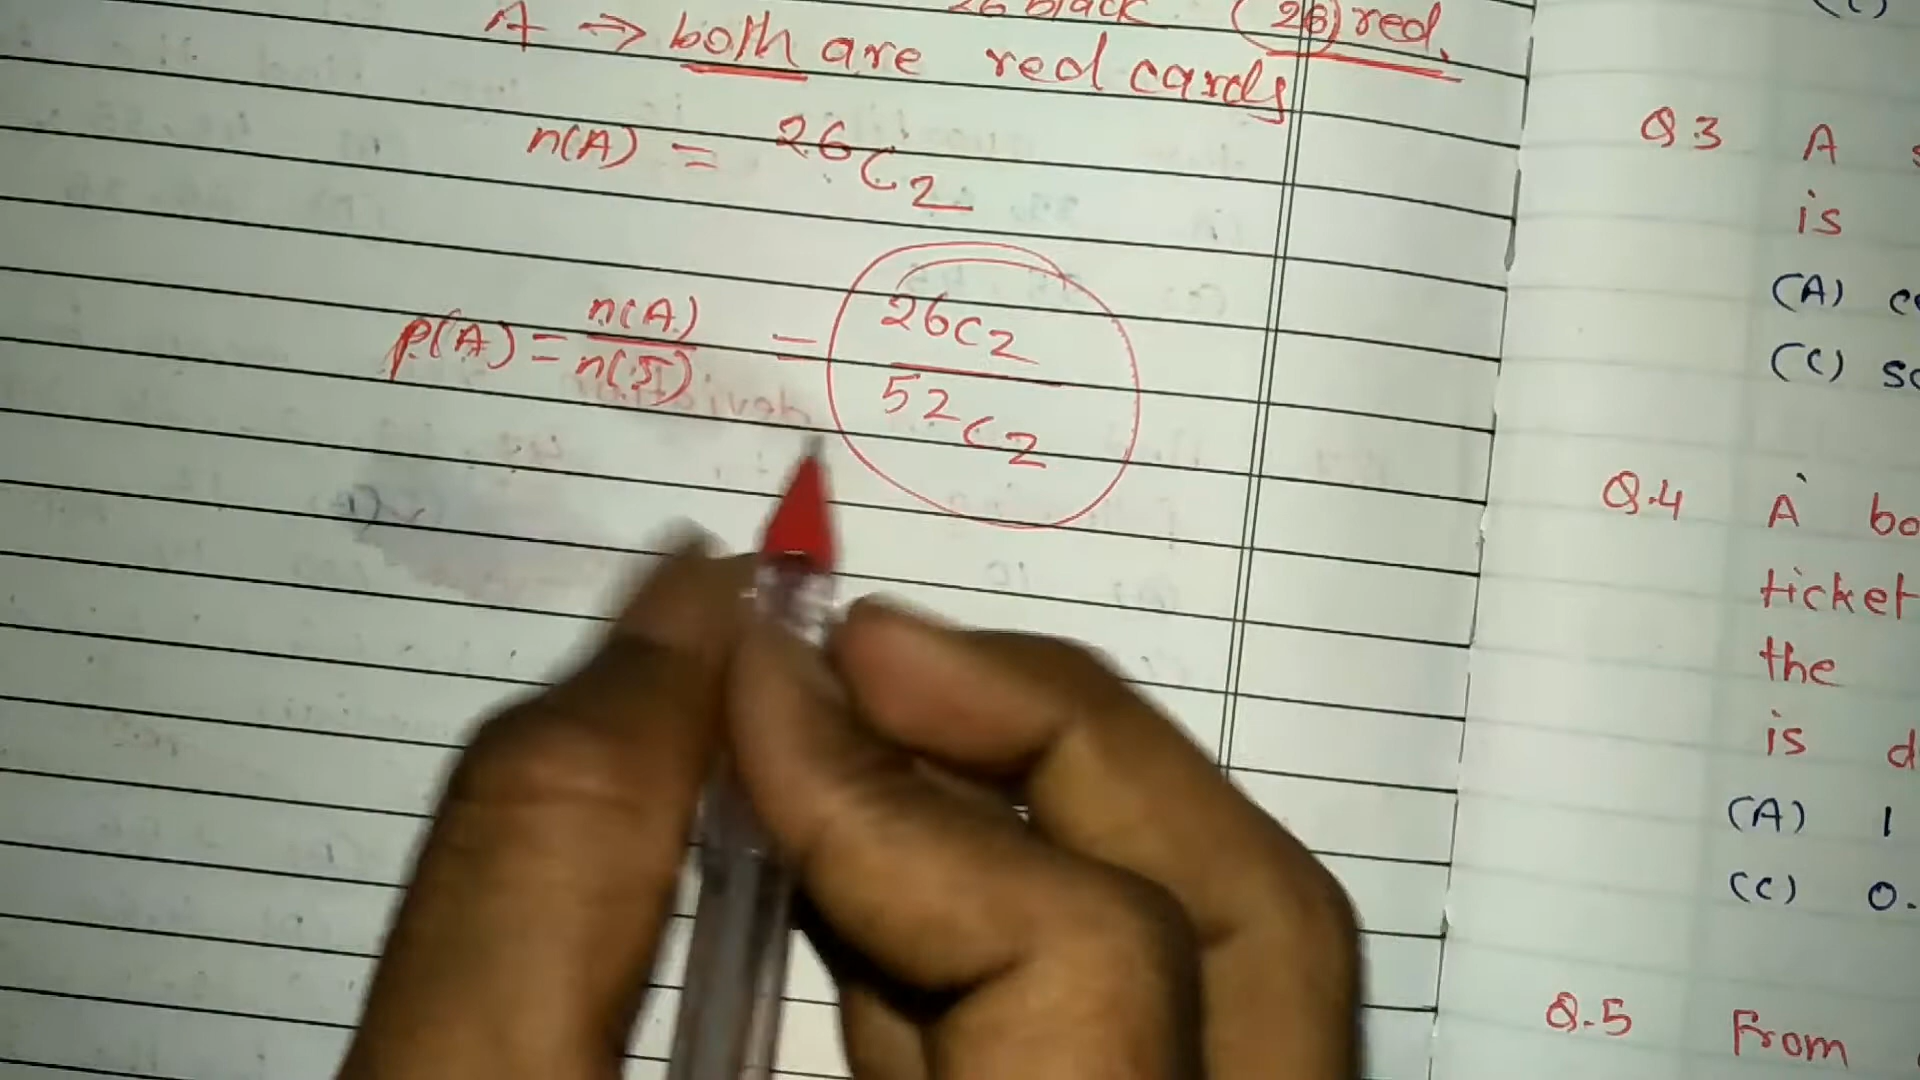 26 black (26) red.
A → both are red cards
n(A) = 26C2
P(A) = n(A)/n(S) = 26C2/52C2
(C)
Q.3 A
is
(A)
(C)
Q.4 A
ticket
the
is d
(A) 1
(C) 0.
Q.5 From